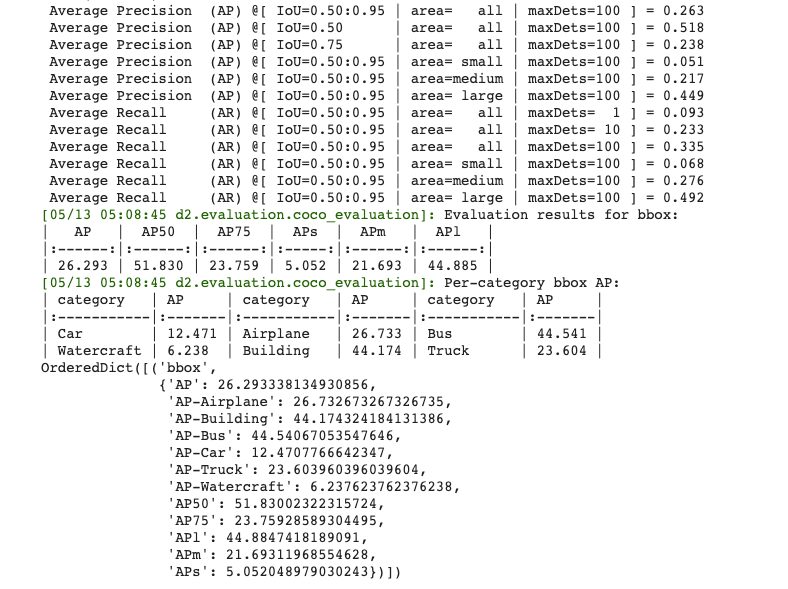 Average Precision  (AP) @[ IoU=0.50:0.95 | area=   all | maxDets=100 ] = 0.263
Average Precision  (AP) @[ IoU=0.50      | area=   all | maxDets=100 ] = 0.518
Average Precision  (AP) @[ IoU=0.75      | area=   all | maxDets=100 ] = 0.238
Average Precision  (AP) @[ IoU=0.50:0.95 | area= small | maxDets=100 ] = 0.051
Average Precision  (AP) @[ IoU=0.50:0.95 | area=medium | maxDets=100 ] = 0.217
Average Precision  (AP) @[ IoU=0.50:0.95 | area= large | maxDets=100 ] = 0.449
Average Recall     (AR) @[ IoU=0.50:0.95 | area=   all | maxDets=  1 ] = 0.093
Average Recall     (AR) @[ IoU=0.50:0.95 | area=   all | maxDets= 10 ] = 0.233
Average Recall     (AR) @[ IoU=0.50:0.95 | area=   all | maxDets=100 ] = 0.335
Average Recall     (AR) @[ IoU=0.50:0.95 | area= small | maxDets=100 ] = 0.068
Average Recall     (AR) @[ IoU=0.50:0.95 | area=medium | maxDets=100 ] = 0.276
Average Recall     (AR) @[ IoU=0.50:0.95 | area= large | maxDets=100 ] = 0.492
[05/13 05:08:45 d2.evaluation.coco_evaluation]: Evaluation results for bbox:
|   AP   |  AP50  |  AP75  |  APs  |  APm   |  APl   |
|:------:|:------:|:------:|:-----:|:------:|:------:|
| 26.293 | 51.830 | 23.759 | 5.052 | 21.693 | 44.885 |
[05/13 05:08:45 d2.evaluation.coco_evaluation]: Per-category bbox AP:
| category   | AP     | category   | AP     | category   | AP     |
|:-----------|:-------|:-----------|:-------|:-----------|:-------|
| Car        | 12.471 | Airplane   | 26.733 | Bus        | 44.541 |
| Watercraft | 6.238  | Building   | 44.174 | Truck      | 23.604 |
OrderedDict([('bbox',
{'AP': 26.293338134930856,
'AP-Airplane': 26.732673267326735,
'AP-Building': 44.174324184131386,
'AP-Bus': 44.54067053547646,
'AP-Car': 12.4707766642347,
'AP-Truck': 23.603960396039604,
'AP-Watercraft': 6.237623762376238,
'AP50': 51.83002322315724,
'AP75': 23.75928589304495,
'APl': 44.8847418189091,
'APm': 21.69311968554628,
'APs': 5.052048979030243})])